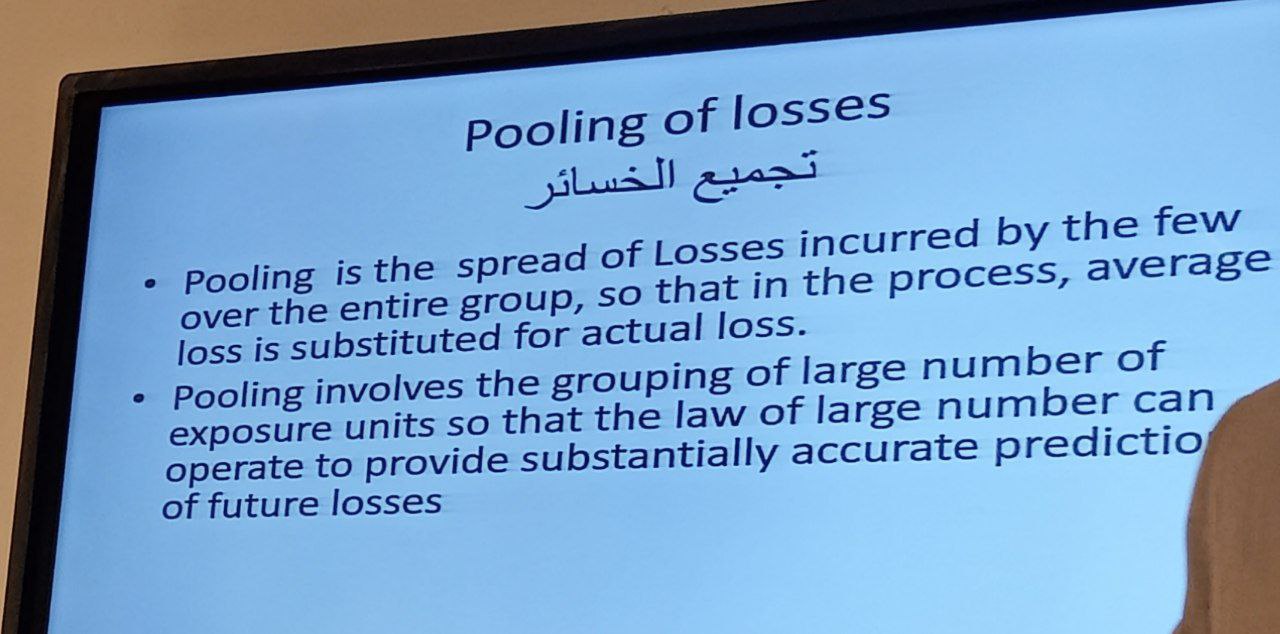 Pooling of losses
تجميع الخسائر
• Pooling is the spread of Losses incurred by the few
over the entire group, so that in the process, average
loss is substituted for actual loss.
• Pooling involves the grouping of large number of
exposure units so that the law of large number can
operate to provide substantially accurate predictio
of future losses